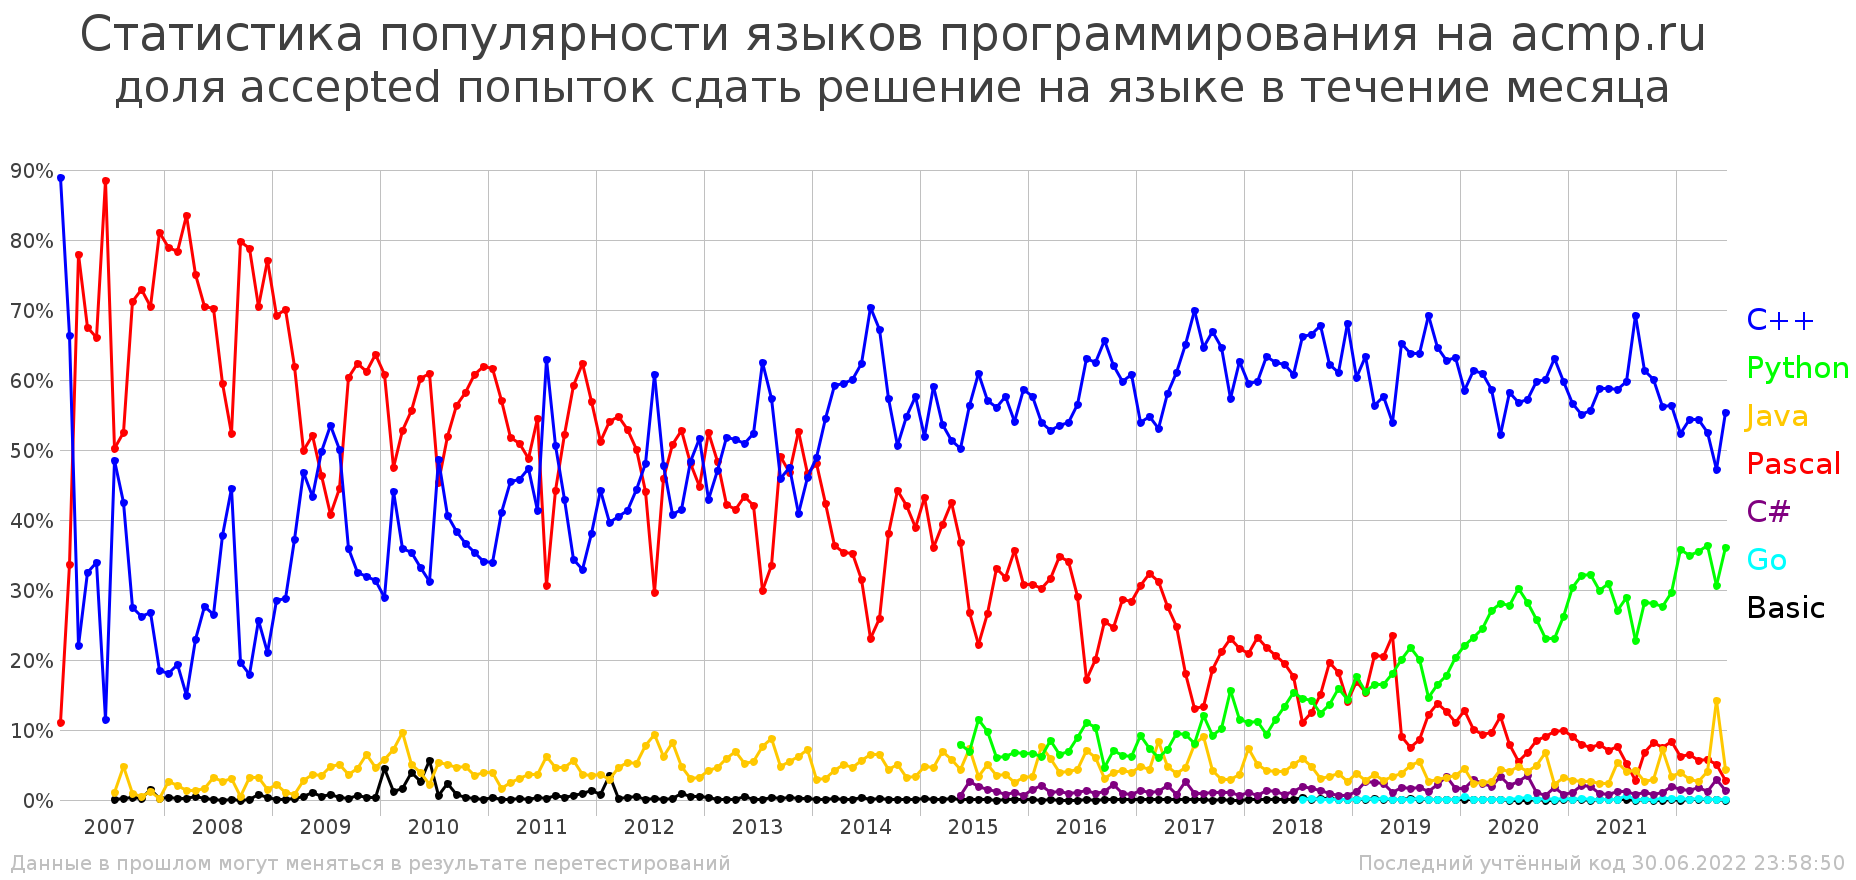 Статистика популярности языков программирования на acmp.ru
доля accepted попыток сдать решение на языке в течение месяца
90%
80%
70%
60%
50%
40%
30%
20%
10%
0%
C++
Python
Java
Pascal
C#
Go
Basic
2007 2008 2009 2010 2011 2012 2013 2014 2015 2016 2017 2018 2019 2020 2021
Данные в прошлом могут меняться в результате перетестирований
Последний учтённый код 30.06.2022 23:58:50